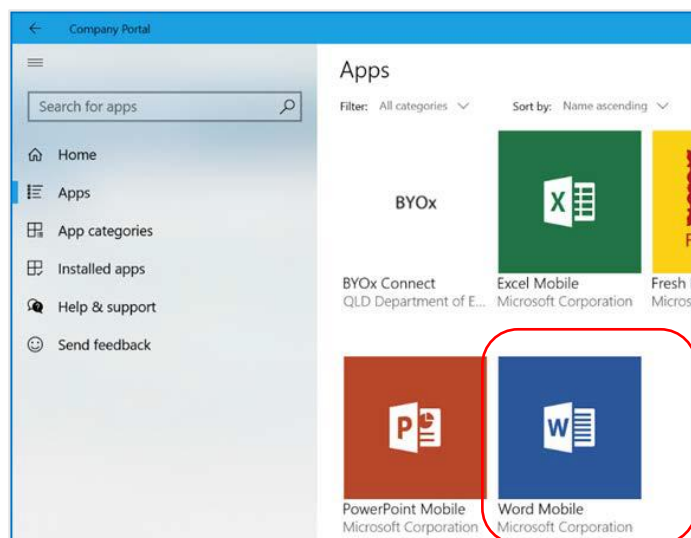 Company Portal
Search for apps
Home
Apps
App categories
Installed apps
Help & support
Send feedback
Apps
Filter: All categories Sort by: Name ascending
BYOx
X
BYOx Connect
QLD Department of E...
Excel Mobile
Microsoft Corporation
Fresh
Micros
P
W
PowerPoint Mobile
Microsoft Corporation
Word Mobile
Microsoft Corporation